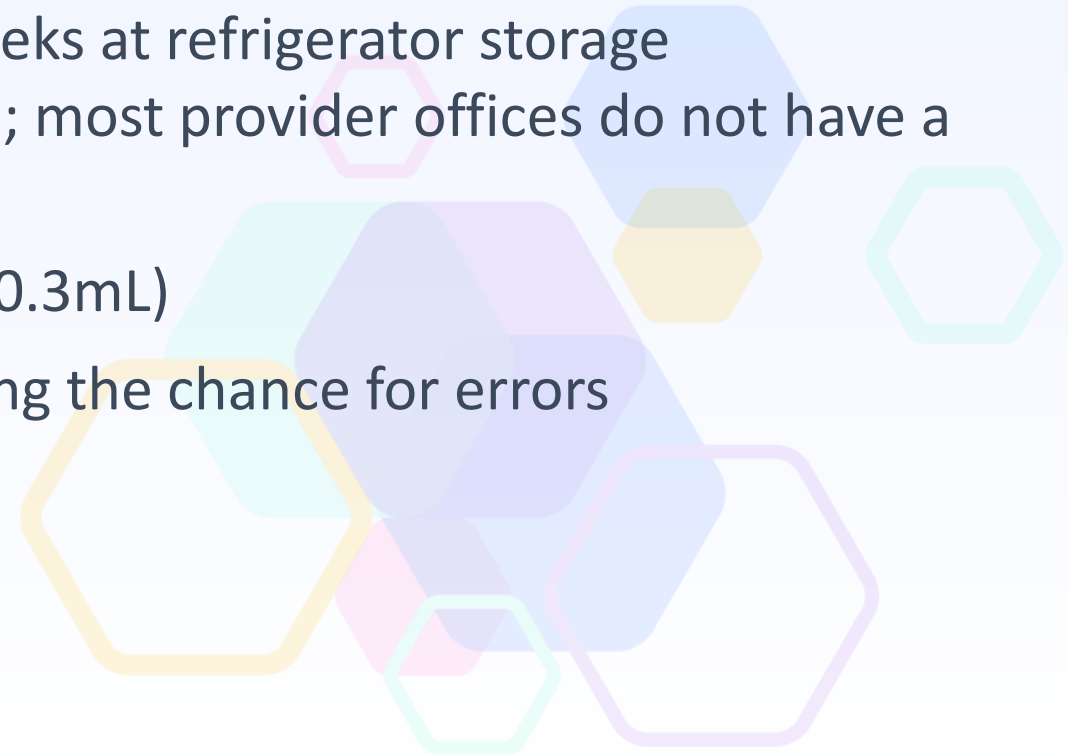 eks at refrigerator storage
; most provider offices do not have a
0.3mL)
ng the chance for errors